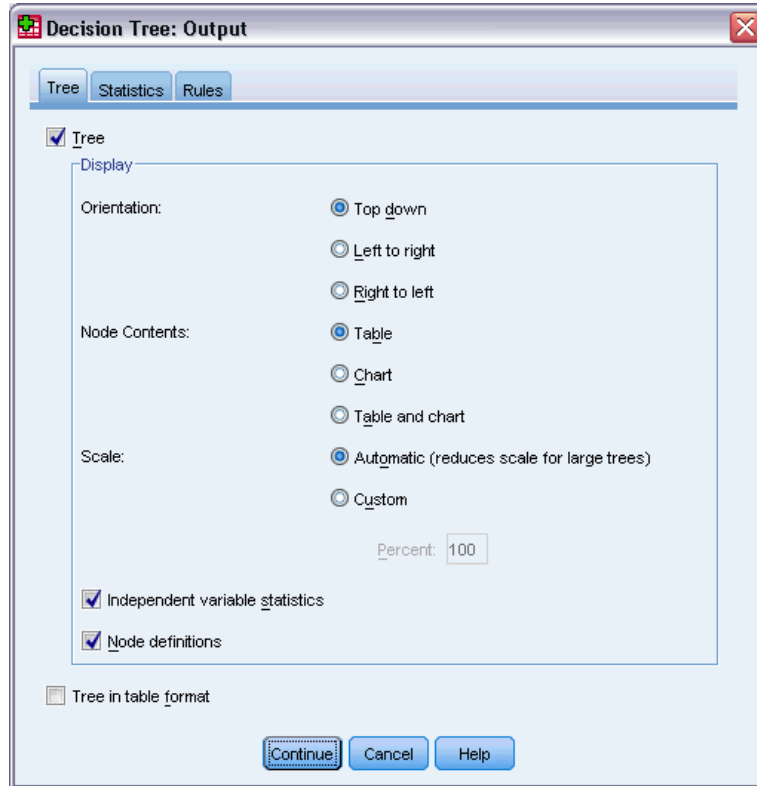 Decision Tree: Output
Tree Statistics Rules
Tree
Display
Orientation: Top down
Left to right
Right to left
Node Contents: Table
Chart
Table and chart
Scale: Automatic (reduces scale for large trees)
Custom
Percent: 100
Independent variable statistics
Node definitions
Tree in table format
Continue Cancel Help